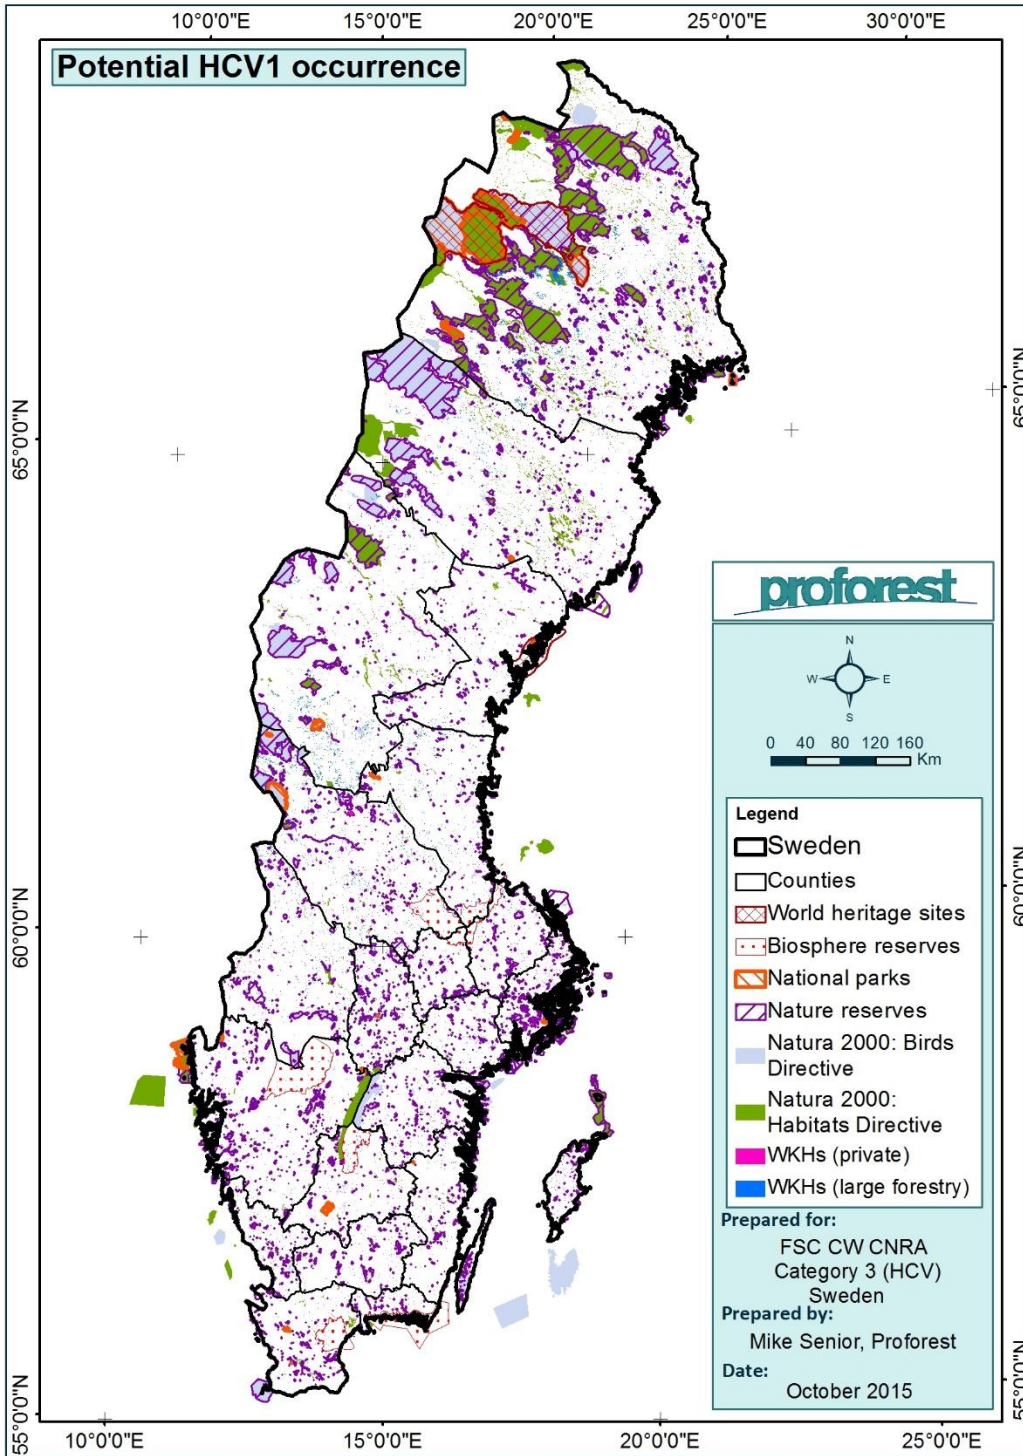 10°0'0"E 15°0'0"E 20°0'0"E 25°0'0"E 30°0'0"E
Potential HCV1 occurrence
65°0'0"N
65°0'0"N
proforest
N
W E
S
0 40 80 120 160
Km
Legend
Sweden
Counties
World heritage sites
Biosphere reserves
National parks
Nature reserves
Natura 2000: Birds
Directive
Natura 2000:
Habitats Directive
WKHs (private)
WKHs (large forestry)
60°0'0"N
60°0'0"N
Prepared for:
FSC CW CNRA
Category 3 (HCV)
Sweden
Prepared by:
Mike Senior, Proforest
Date:
October 2015
55°0'0"N
55°0'0"N
10°0'0"E 15°0'0"E 20°0'0"E 25°0'0"E